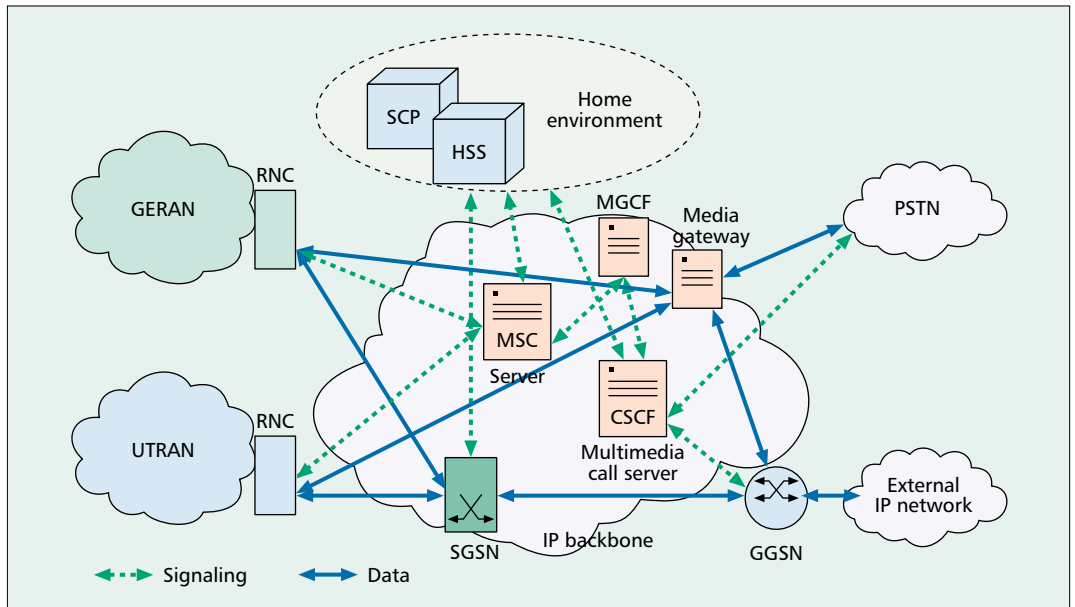 SCP
HSS
Home
environment
RNC
GERAN
MGCF
Media
gateway
PSTN
MSC
Server
RNC
UTRAN
CSCF
Multimedia
call server
External
IP network
SGSN
IP backbone
GGSN
Signaling
Data